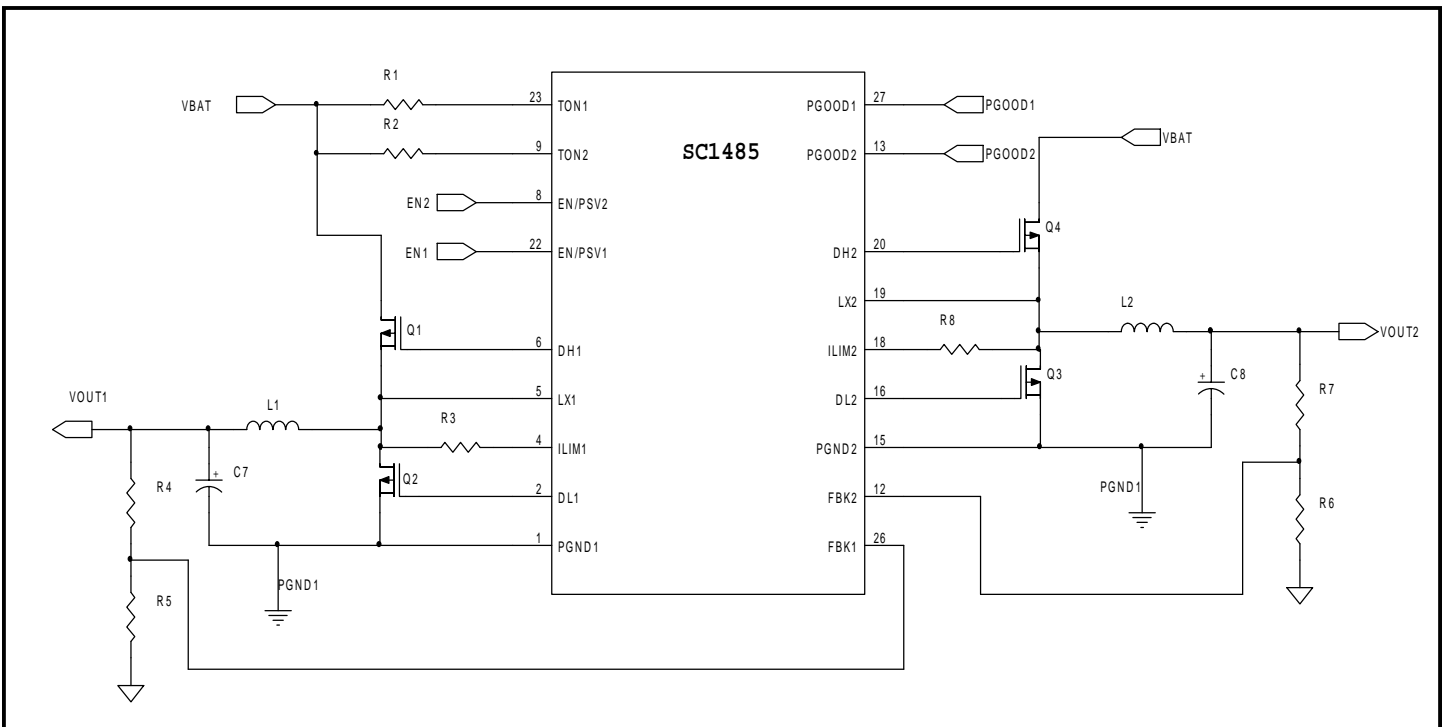 R1
VBAT
23
TON1
PGOOD1
27
PGOOD1
R2
VBAT
9
TON2
SC1485
PGOOD2
13
PGOOD2
EN2
8
EN/PSV2
Q4
EN1
22
EN/PSV1
DH2
20
LX2
19
L2
Q1
R8
6
DH1
ILIM2
18
VOUT2
VOUT1
L1
5
LX1
DL2
16
Q3
C8
R7
R3
4
ILIM1
PGND2
15
C7
Q2
R4
2
DL1
FBK2
12
PGND1
R6
1
PGND1
FBK1
26
PGND1
R5
+
+